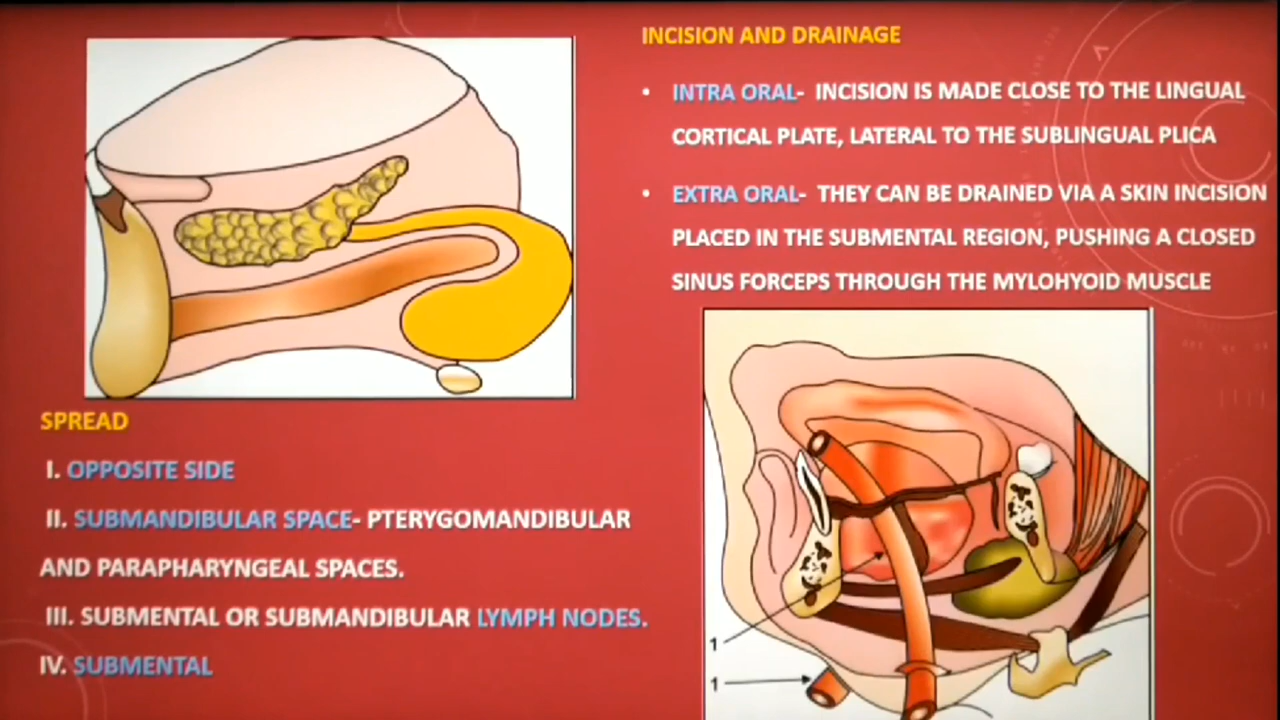 INCISION AND DRAINAGE
• INTRA ORAL- INCISION IS MADE CLOSE TO THE LINGUAL
CORTICAL PLATE, LATERAL TO THE SUBLINGUAL PLICA
• EXTRA ORAL- THEY CAN BE DRAINED VIA A SKIN INCISION
PLACED IN THE SUBMENTAL REGION, PUSHING A CLOSED
SINUS FORCEPS THROUGH THE MYLOHYOID MUSCLE
SPREAD
I. OPPOSITE SIDE
II. SUBMANDIBULAR SPACE- PTERYGOMANDIBULAR
AND PARAPHARYNGEAL SPACES.
III. SUBMENTAL OR SUBMANDIBULAR LYMPH NODES.
IV. SUBMENTAL
1
1